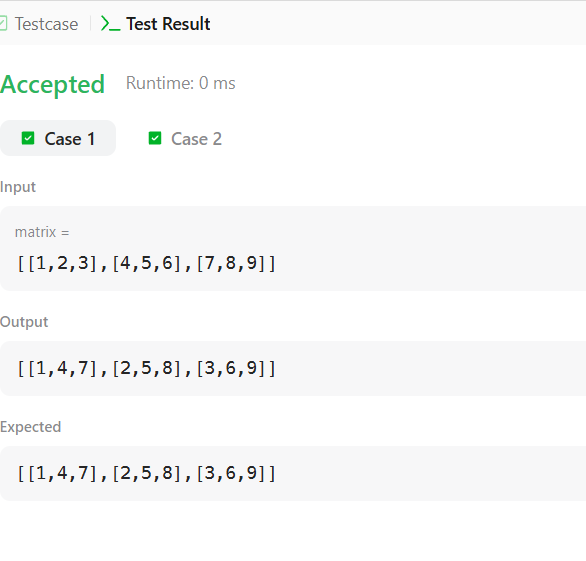 Testcase
Test Result
Accepted Runtime: 0 ms
Case 1 Case 2
Input
matrix =
[[1,2,3],[4,5,6],[7,8,9]]
Output
[[1,4,7],[2,5,8],[3,6,9]]
Expected
[[1,4,7],[2,5,8],[3,6,9]]